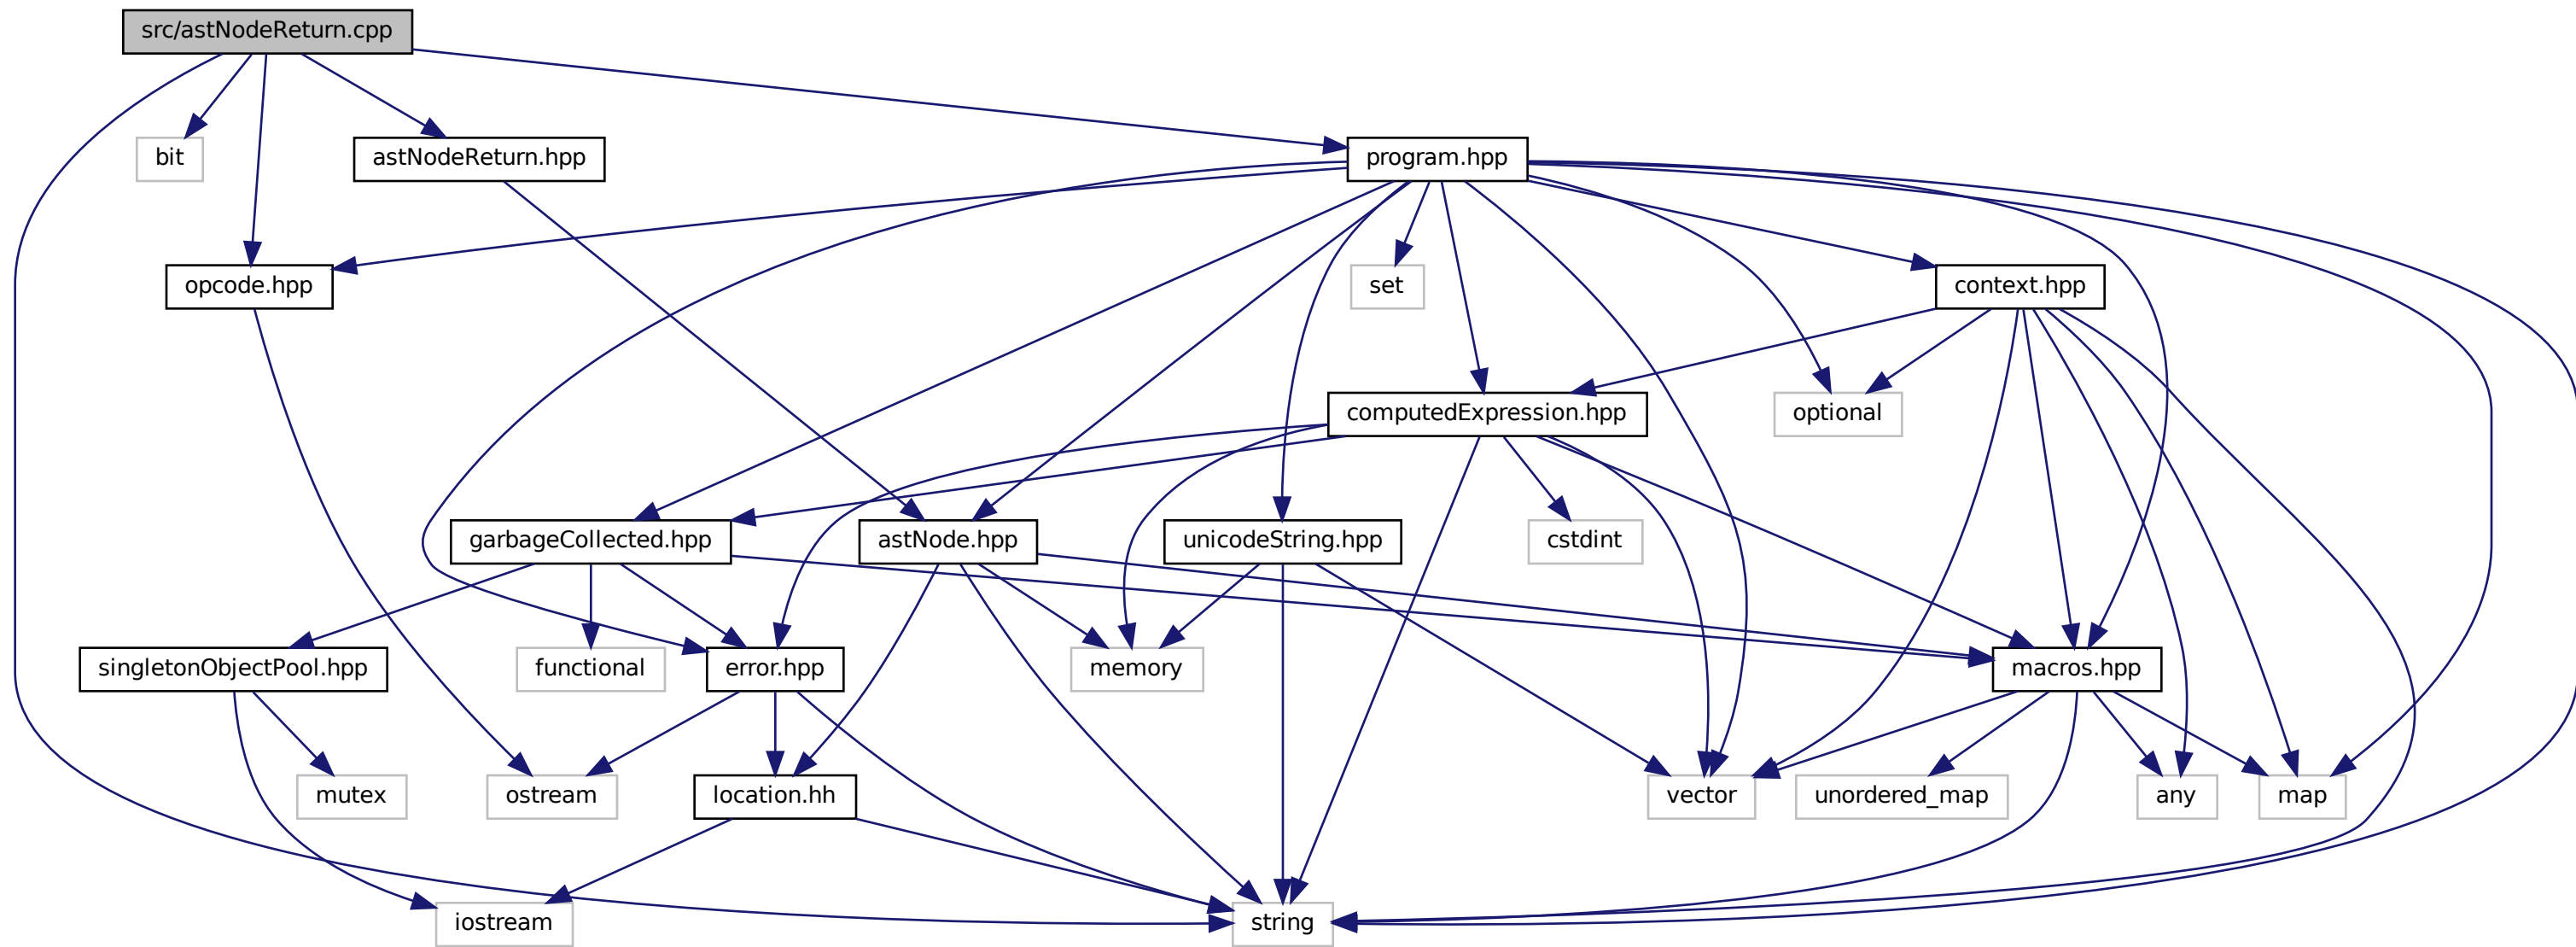 src/astNodeReturn.cpp
bit
astNodeReturn.hpp
program.hpp
opcode.hpp
set
context.hpp
computedExpression.hpp
optional
garbageCollected.hpp
astNode.hpp
unicodeString.hpp
cstdint
singletonObjectPool.hpp
functional
error.hpp
memory
macros.hpp
mutex
ostream
location.hh
vector
unordered_map
any
map
iostream
string